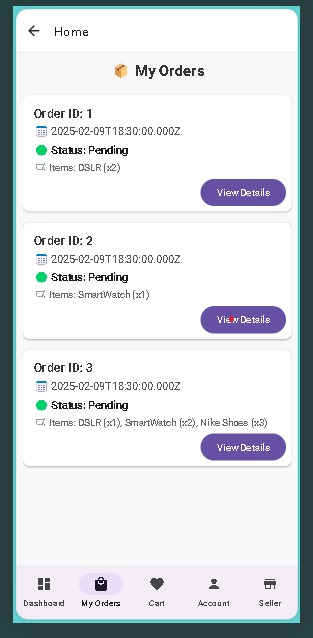 Home
My Orders
Order ID: 1
2025-02-09T18:30:00.000Z
Status: Pending
Items: DSLR (x2)
View Details
Order ID: 2
2025-02-09T18:30:00.000Z
Status: Pending
Items: SmartWatch (x1)
View Details
Order ID: 3
2025-02-09T18:30:00.000Z
Status: Pending
Items: DSLR (x1), SmartWatch (x2), Nike Shoes (x3)
View Details
Dashboard My Orders Cart Account Seller